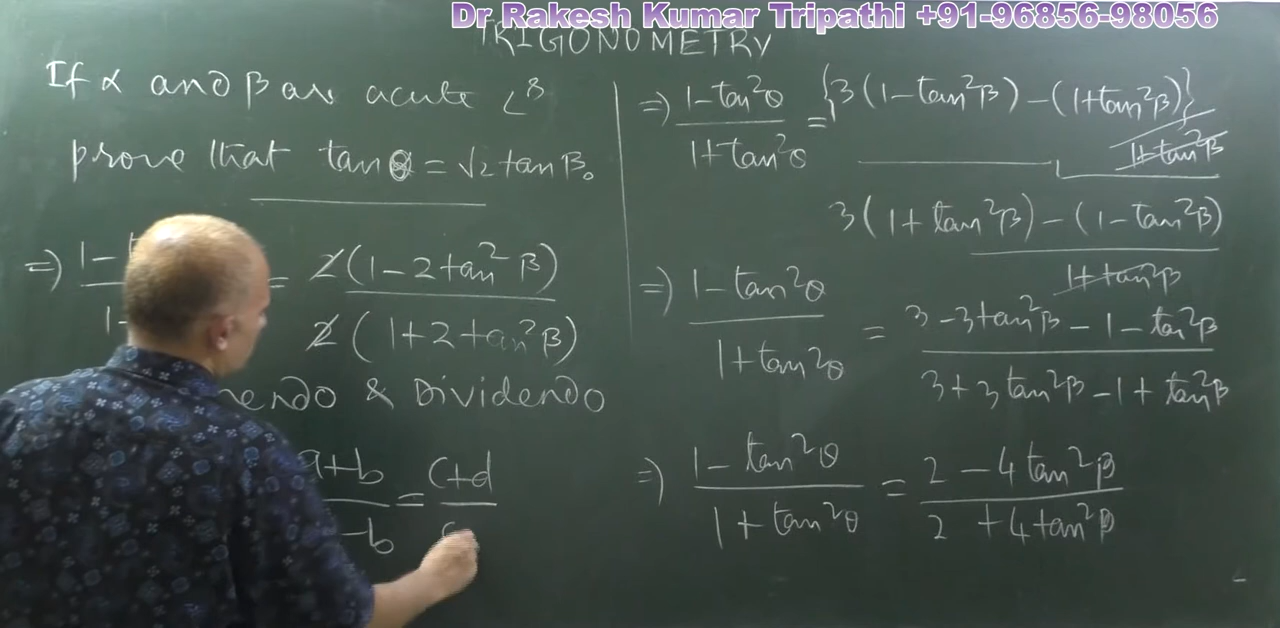 Dr Rakesh Kumar Tripathi +91-96856-98056
TRIGONOMETRY
If α and β are acute ∠s
prove that tanθ = √2 tanβ.
=) 1- = 2(1-2tan²β)
1- 2(1+2tan²β)
nendo & Dividendo
a+b = c+d
-b c
=) 1-tan²θ = {3(1-tan²β)-(1+tan²β)}
1+tan²θ 1+tan²β
3(1+tan²β)-(1-tan²β)
1+tan²β
=) 1-tan²θ = 3-3tan²β-1-tan²β
1+tan²θ 3+3tan²β-1+tan²β
=) 1-tan²θ = 2-4tan²β
1+tan²θ 2+4tan²β